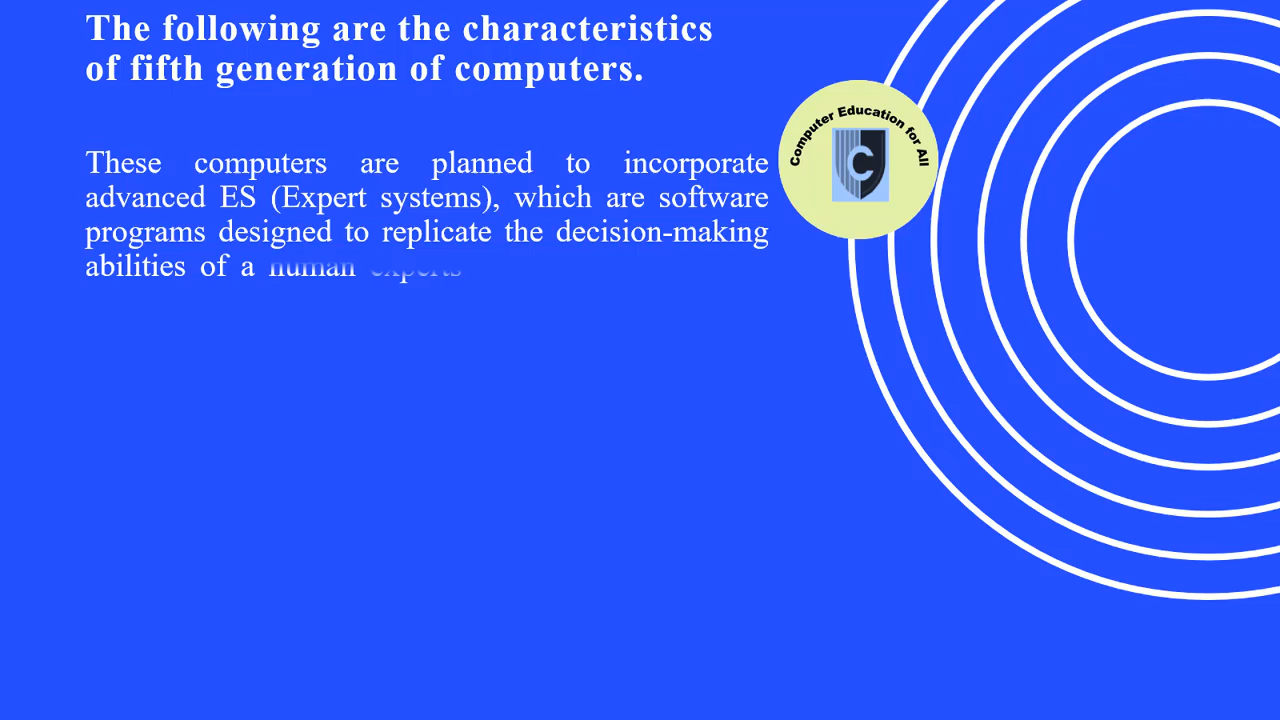 The following are the characteristics
of fifth generation of computers.
These computers are planned to incorporate
advanced ES (Expert systems), which are software
programs designed to replicate the decision-making
abilities of a human experts
Computer Education for All
C